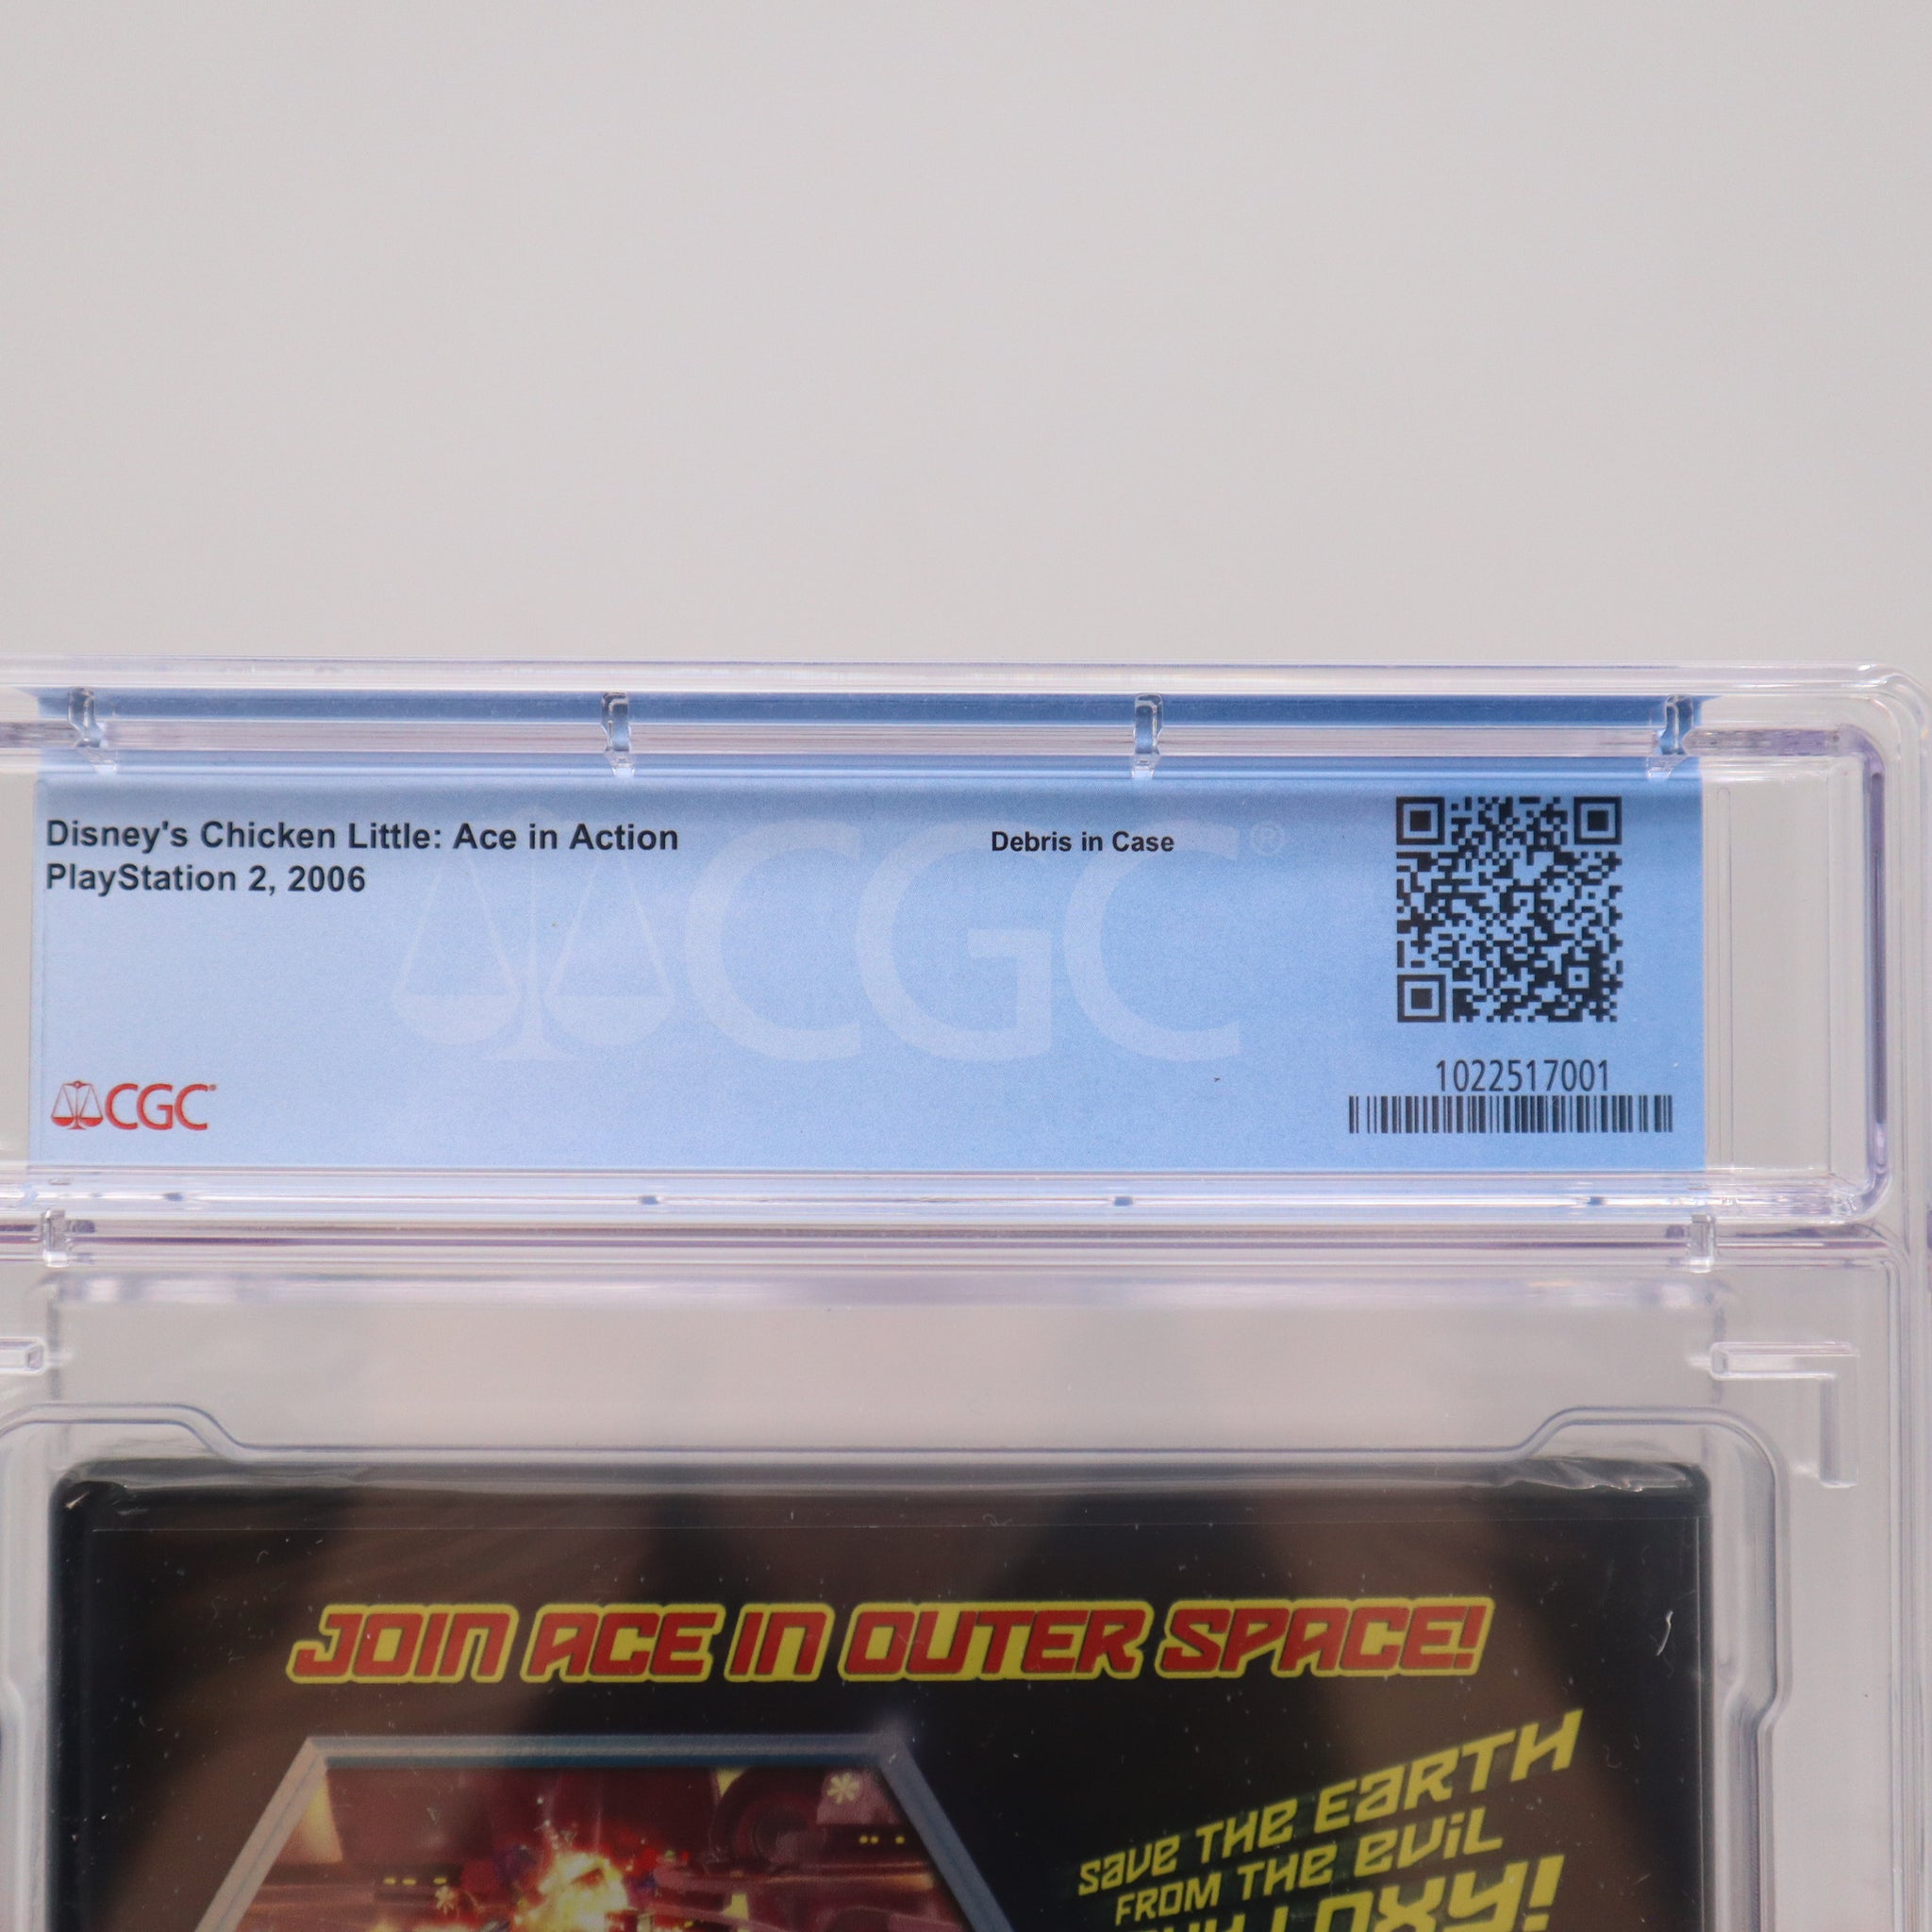 Disney's Chicken Little: Ace in Action
PlayStation 2, 2006
Debris in Case
CGC®
1022517001
CGC®
JOIN ACE IN OUTER SPACE!
SAVE THE EARTH
FROM THE EVIL